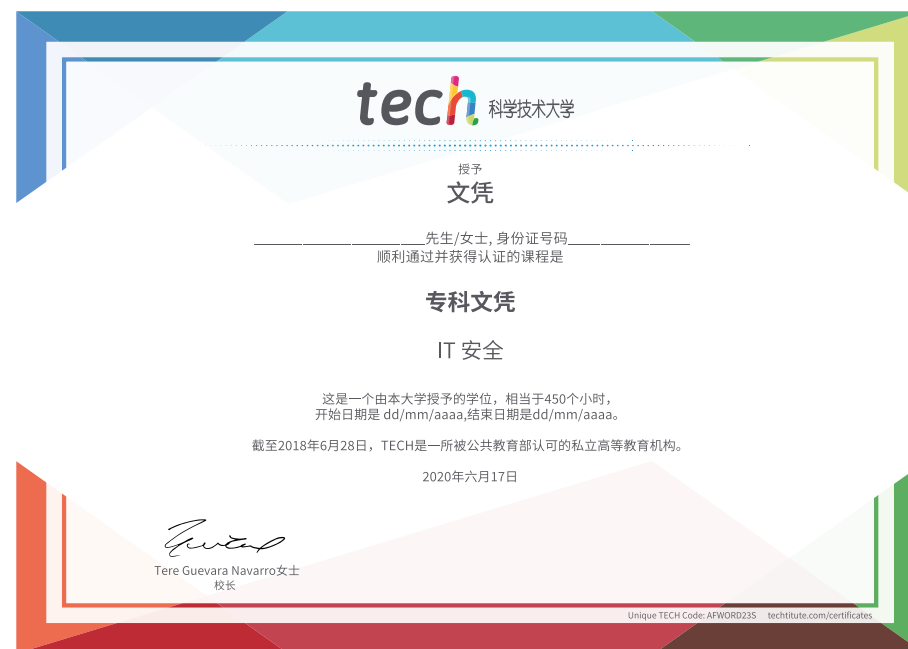 tech 科学技术大学
授予
文凭
________________________先生/女士, 身份证号码_________________
顺利通过并获得认证的课程是
专科文凭
IT 安全
这是一个由本大学授予的学位，相当于450个小时，
开始日期是 dd/mm/aaaa,结束日期是dd/mm/aaaa。
截至2018年6月28日，TECH是一所被公共教育部认可的私立高等教育机构。
2020年六月17日
Tere Guevara Navarro女士
校长
Unique TECH Code: AFWORD23S techtitute.com/certificates